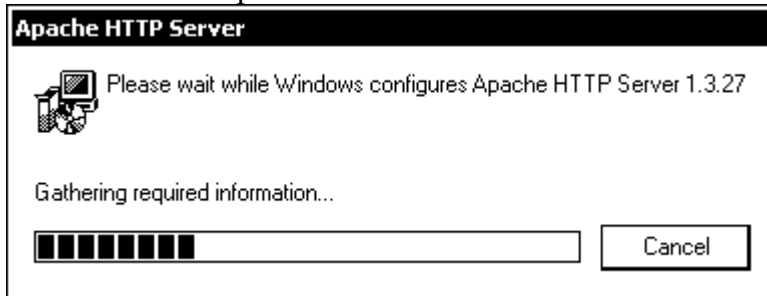 Apache HTTP Server
Please wait while Windows configures Apache HTTP Server 1.3.27
Gathering required information...
Cancel